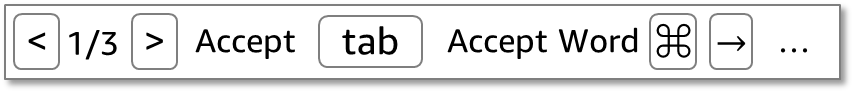 < 1/3 > Accept tab Accept Word ⌘ → ...